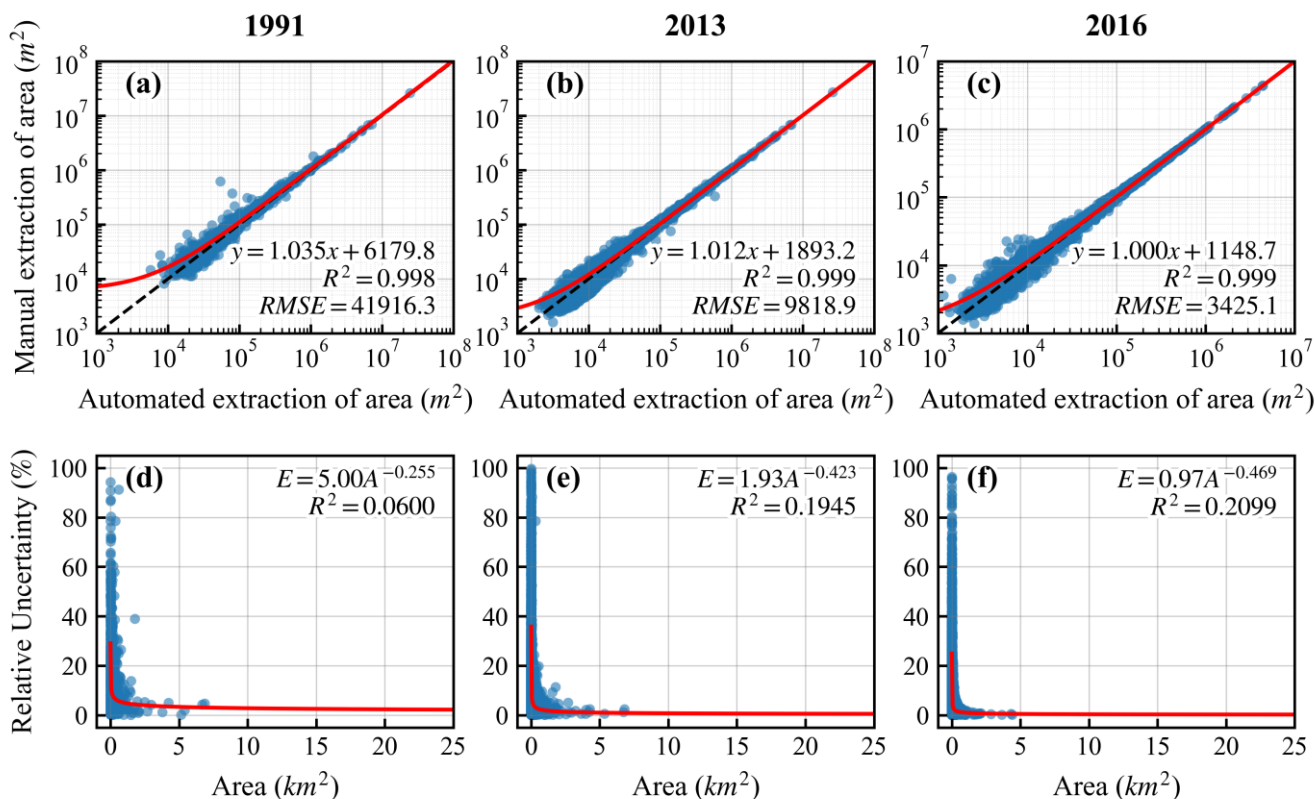 1991 2013 2016
Manual extraction of area (m²)
10⁸ 10⁷ 10⁶ 10⁵ 10⁴ 10³
(a)
y = 1.035x + 6179.8
R² = 0.998
RMSE = 41916.3
10³ 10⁴ 10⁵ 10⁶ 10⁷ 10⁸
Automated extraction of area (m²)
10⁸ 10⁷ 10⁶ 10⁵ 10⁴ 10³
(b)
y = 1.012x + 1893.2
R² = 0.999
RMSE = 9818.9
10³ 10⁴ 10⁵ 10⁶ 10⁷ 10⁸
Automated extraction of area (m²)
10⁷ 10⁶ 10⁵ 10⁴ 10³
(c)
y = 1.000x + 1148.7
R² = 0.999
RMSE = 3425.1
10³ 10⁴ 10⁵ 10⁶ 10⁷
Automated extraction of area (m²)
Relative Uncertainty (%)
100 80 60 40 20 0
(d)
E = 5.00A⁻⁰·²⁵⁵
R² = 0.0600
0 5 10 15 20 25
Area (km²)
100 80 60 40 20 0
(e)
E = 1.93A⁻⁰·⁴²³
R² = 0.1945
0 5 10 15 20 25
Area (km²)
100 80 60 40 20 0
(f)
E = 0.97A⁻⁰·⁴⁶⁹
R² = 0.2099
0 5 10 15 20 25
Area (km²)